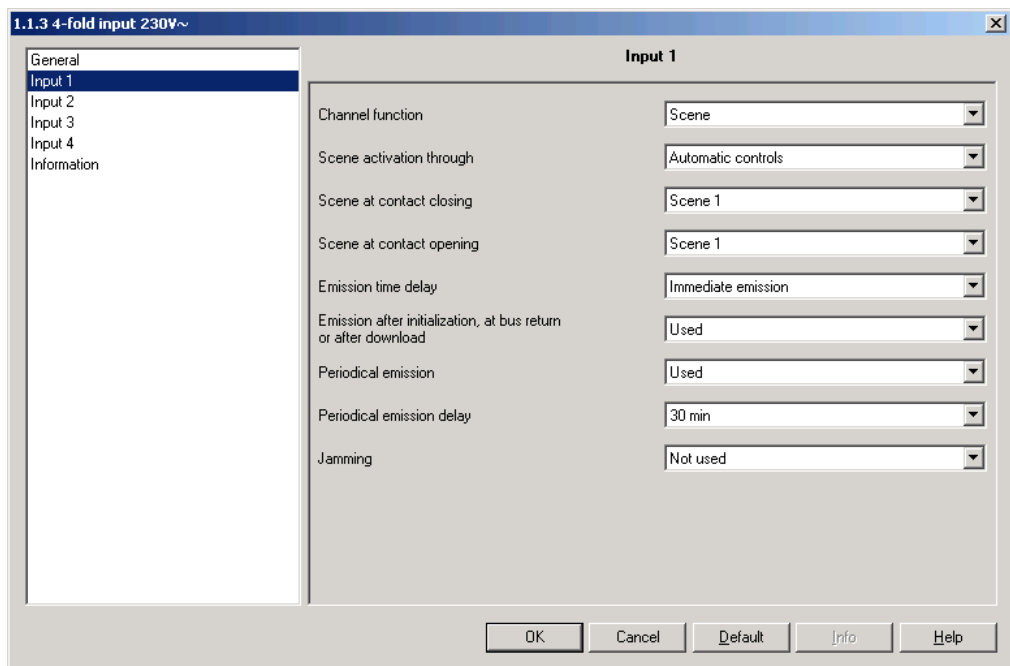 1.1.3 4-fold input 230V~
General
Input 1
Input 2
Input 3
Input 4
Information
Input 1
Channel function
Scene
Scene activation through
Automatic controls
Scene at contact closing
Scene 1
Scene at contact opening
Scene 1
Emission time delay
Immediate emission
Emission after initialization, at bus return
or after download
Used
Periodical emission
Used
Periodical emission delay
30 min
Jamming
Not used
OK
Cancel
Default
Info
Help